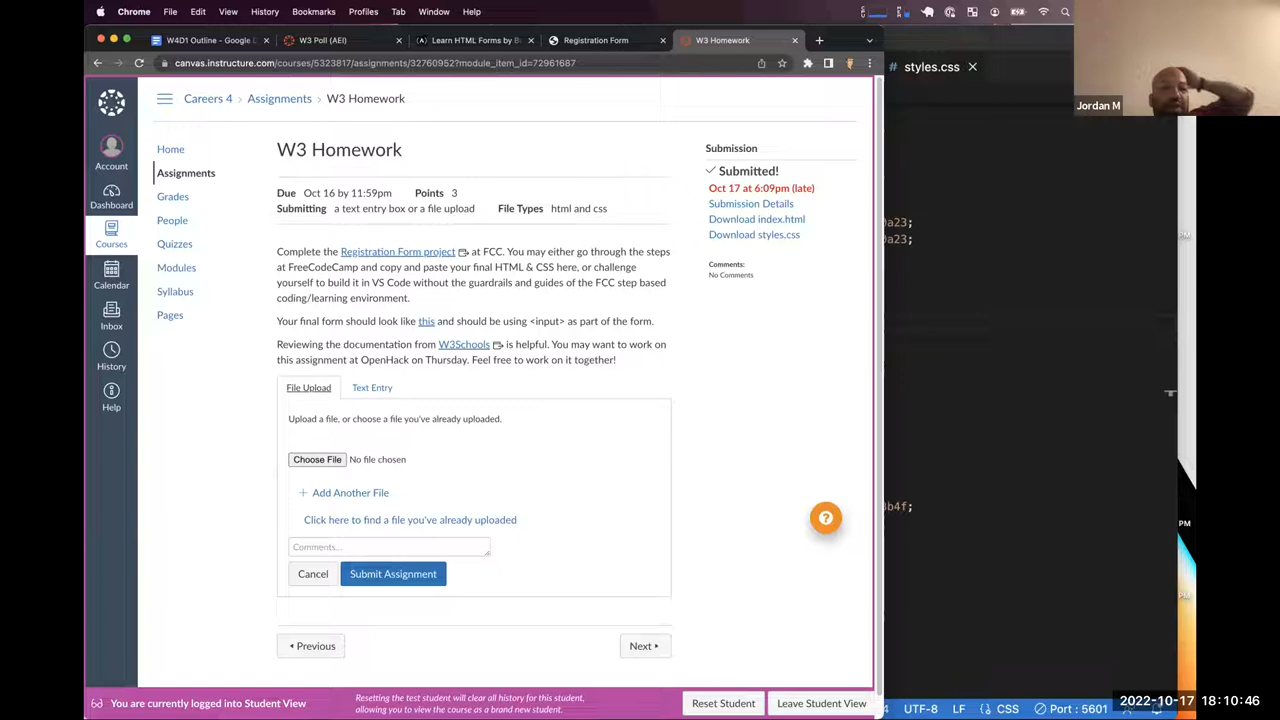 Chrome File Edit View History Bookmarks Profiles Tab Window Help
W4D1 Outline - Google D
W3 Poll (AEI)
Learn HTML Forms by B
Registration Form
W3 Homework
canvas.instructure.com/courses/5323817/assignments/32760952?module_item_id=72961687
# styles.css
Jordan M
Careers 4 › Assignments › W3 Homework
Account
Dashboard
Courses
Calendar
Inbox
History
Help
Home
Assignments
Grades
People
Quizzes
Modules
Syllabus
Pages
W3 Homework
Due Oct 16 by 11:59pm Points 3
Submitting a text entry box or a file upload File Types html and css
Complete the Registration Form project at FCC. You may either go through the steps
at FreeCodeCamp and copy and paste your final HTML & CSS here, or challenge
yourself to build it in VS Code without the guardrails and guides of the FCC step based
coding/learning environment.
Your final form should look like this and should be using <input> as part of the form.
Reviewing the documentation from W3Schools is helpful. You may want to work on
this assignment at OpenHack on Thursday. Feel free to work on it together!
File Upload Text Entry
Upload a file, or choose a file you've already uploaded.
Choose File No file chosen
+ Add Another File
Click here to find a file you've already uploaded
Comments...
Cancel Submit Assignment
◂ Previous Next ▸
Submission
✓ Submitted!
Oct 17 at 6:09pm (late)
Submission Details
Download index.html
Download styles.css
Comments:
No Comments
?
0a23;
0a23;
PM
PM
PM
You are currently logged into Student View
Resetting the test student will clear all history for this student,
allowing you to view the course as a brand new student.
Reset Student Leave Student View
UTF-8 LF {} CSS Port : 5601
2022-10-17 18:10:46